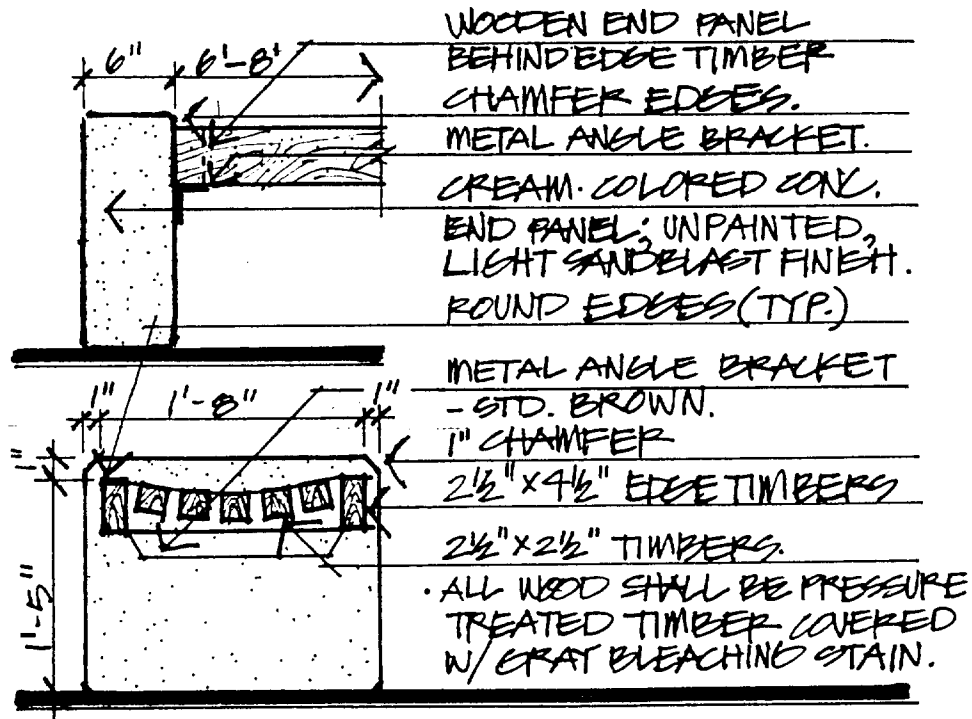 6" 6'-8"
WOODEN END PANEL
BEHIND EDGE TIMBER
CHAMFER EDGES.
METAL ANGLE BRACKET.
CREAM · COLORED CONC.
END PANEL; UNPAINTED,
LIGHT SANDBLAST FINISH.
ROUND EDGES (TYP.)
METAL ANGLE BRACKET
- STD. BROWN.
1" CHAMFER
2½" X 4½" EDGE TIMBERS
2½" X 2½" TIMBERS.
· ALL WOOD SHALL BE PRESSURE
TREATED TIMBER COVERED
W/ GRAY BLEACHING STAIN.
1" 1'-8" 1"
1"
1'-5"